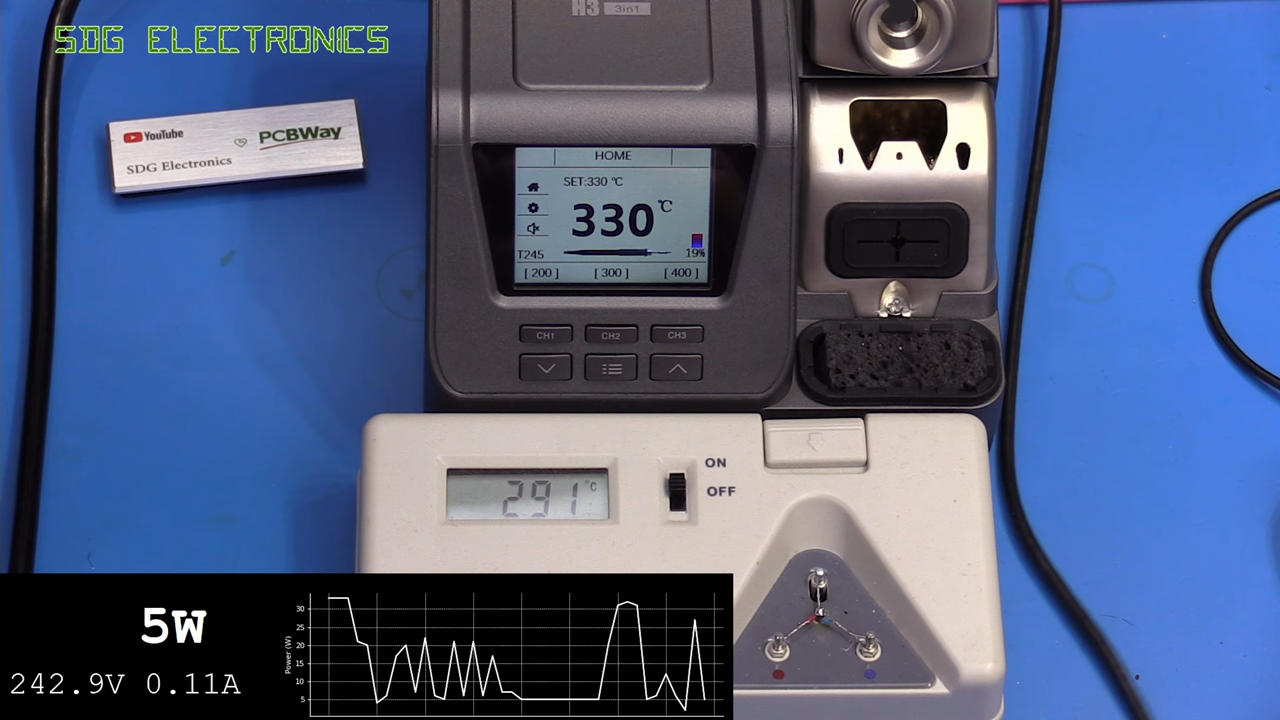 SDG ELECTRONICS
H3 3in1
YouTube
PCBWay
SDG Electronics
HOME
SET:330 ℃
330 ℃
T245
19%
[ 200 ] [ 300 ] [ 400 ]
CH1 CH2 CH3
291 °C
ON
OFF
5W
242.9V 0.11A
Power (W)
30
25
20
15
10
5